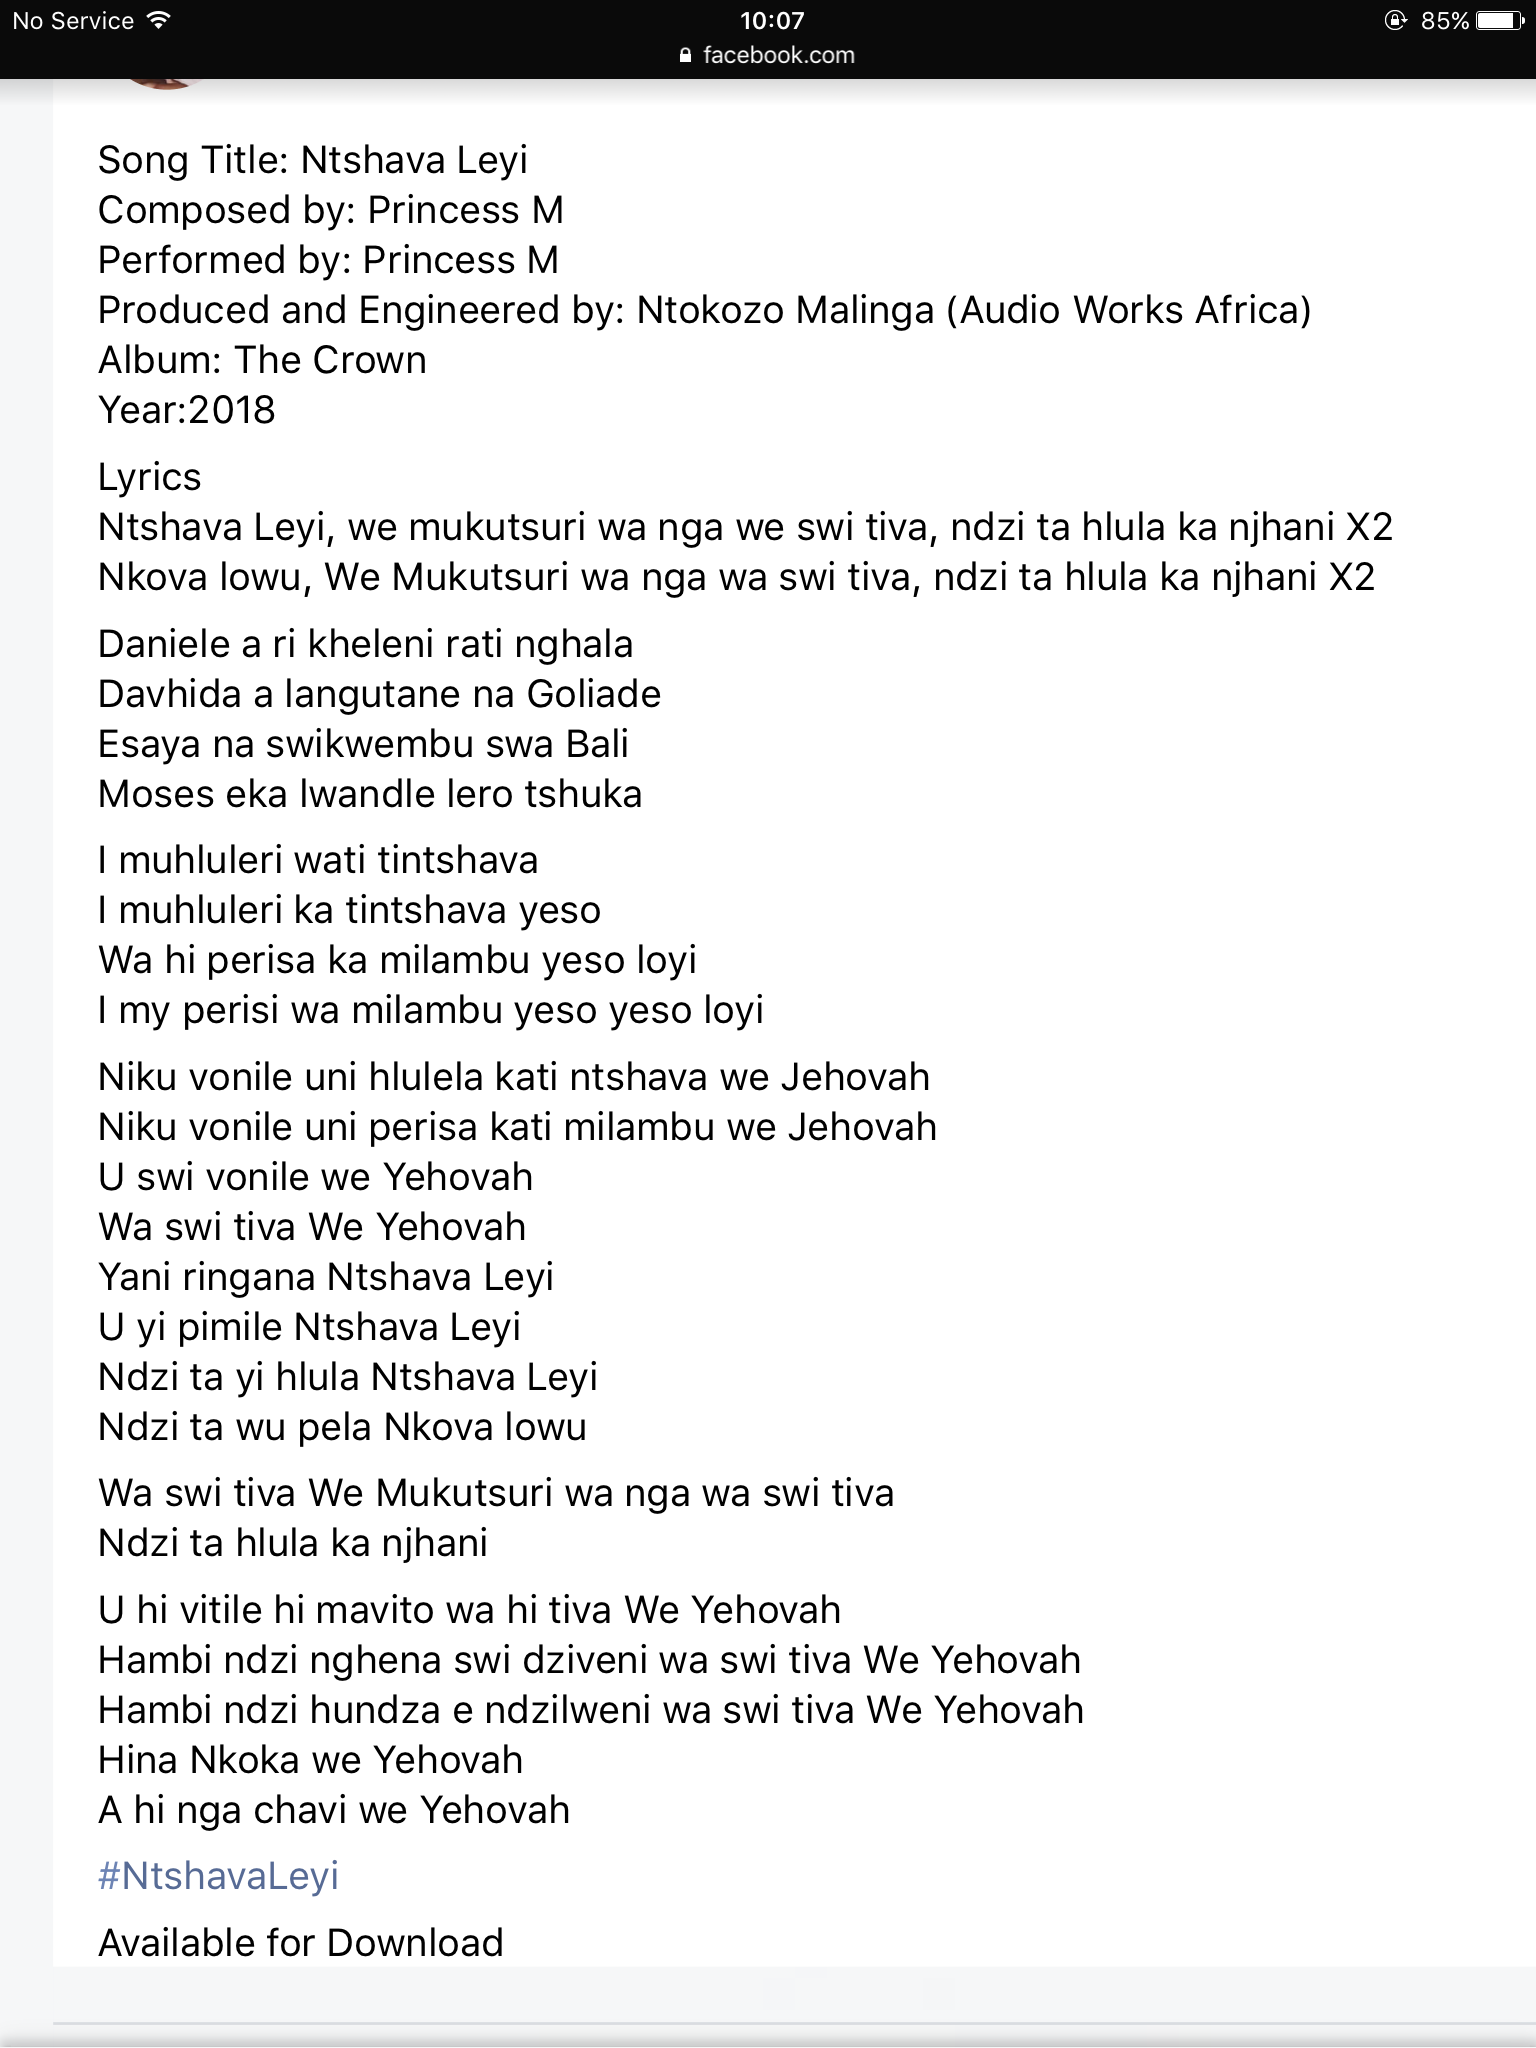 No Service 10:07 85%
facebook.com
Song Title: Ntshava Leyi
Composed by: Princess M
Performed by: Princess M
Produced and Engineered by: Ntokozo Malinga (Audio Works Africa)
Album: The Crown
Year:2018
Lyrics
Ntshava Leyi, we mukutsuri wa nga we swi tiva, ndzi ta hlula ka njhani X2
Nkova lowu, We Mukutsuri wa nga wa swi tiva, ndzi ta hlula ka njhani X2
Daniele a ri kheleni rati nghala
Davhida a langutane na Goliade
Esaya na swikwembu swa Bali
Moses eka lwandle lero tshuka
I muhluleri wati tintshava
I muhluleri ka tintshava yeso
Wa hi perisa ka milambu yeso loyi
I my perisi wa milambu yeso yeso loyi
Niku vonile uni hlulela kati ntshava we Jehovah
Niku vonile uni perisa kati milambu we Jehovah
U swi vonile we Yehovah
Wa swi tiva We Yehovah
Yani ringana Ntshava Leyi
U yi pimile Ntshava Leyi
Ndzi ta yi hlula Ntshava Leyi
Ndzi ta wu pela Nkova lowu
Wa swi tiva We Mukutsuri wa nga wa swi tiva
Ndzi ta hlula ka njhani
U hi vitile hi mavito wa hi tiva We Yehovah
Hambi ndzi nghena swi dziveni wa swi tiva We Yehovah
Hambi ndzi hundza e ndzilweni wa swi tiva We Yehovah
Hina Nkoka we Yehovah
A hi nga chavi we Yehovah
#NtshavaLeyi
Available for Download